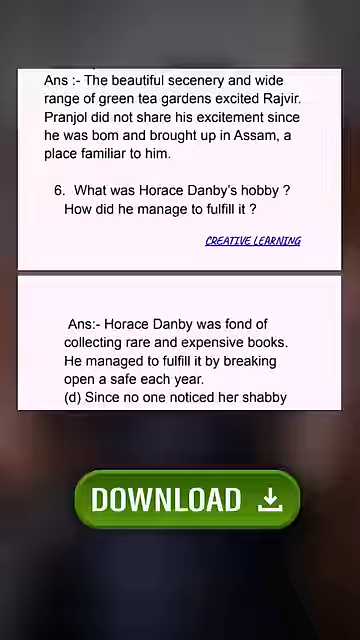 Ans :- The beautiful secenery and wide
range of green tea gardens excited Rajvir.
Pranjol did not share his excitement since
he was bom and brought up in Assam, a
place familiar to him.
6. What was Horace Danby's hobby ?
How did he manage to fulfill it ?
CREATIVE LEARNING
Ans:- Horace Danby was fond of
collecting rare and expensive books.
He managed to fulfill it by breaking
open a safe each year.
(d) Since no one noticed her shabby
DOWNLOAD